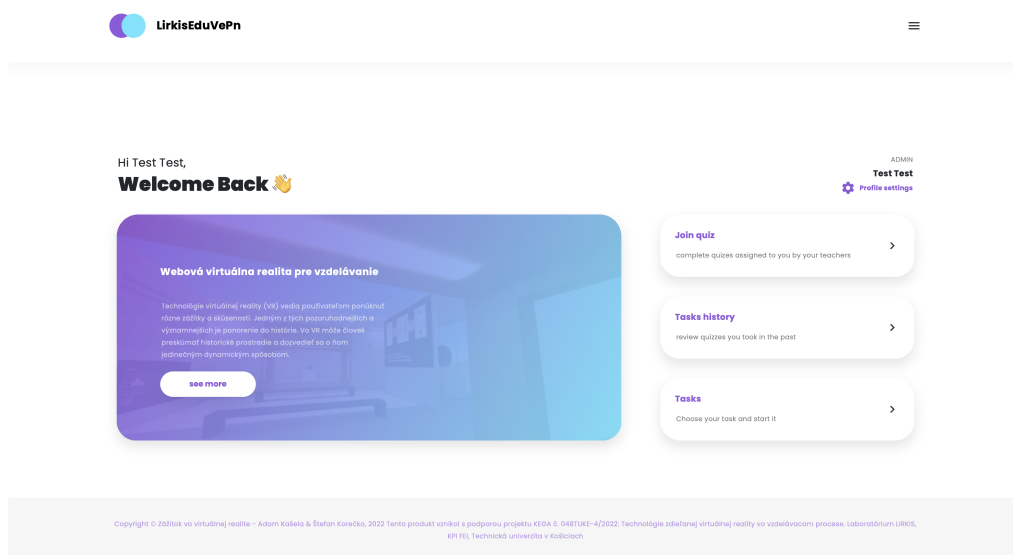 LirkisEduVePn
Hi Test Test,
Welcome Back 👋
ADMIN
Test Test
Profile settings
Webová virtuálna realita pre vzdelávanie
Technológie virtuálnej reality (VR) vedia používateľom ponúknuť
rôzne zážitky a skúsenosti. Jedným z tých pozoruhodnejších a
významnejších je ponorenie do histórie. Vo VR môže človek
preskúmať historické prostredie a dozvedieť sa o ňom
jedinečným dynamickým spôsobom.
see more
Join quiz
complete quizes assigned to you by your teachers
Tasks history
review quizzes you took in the past
Tasks
Choose your task and start it
Copyright © Zážitok vo virtuálnej realite - Adam Kašela & Štefan Korečko, 2022 Tento produkt vznikol s podporou projektu KEGA č. 048TUKE-4/2022: Technológie zdieľanej virtuálnej reality vo vzdelávacom procese. Laboratórium LIRKIS,
KPI FEI, Technická univerzita v Košiciach